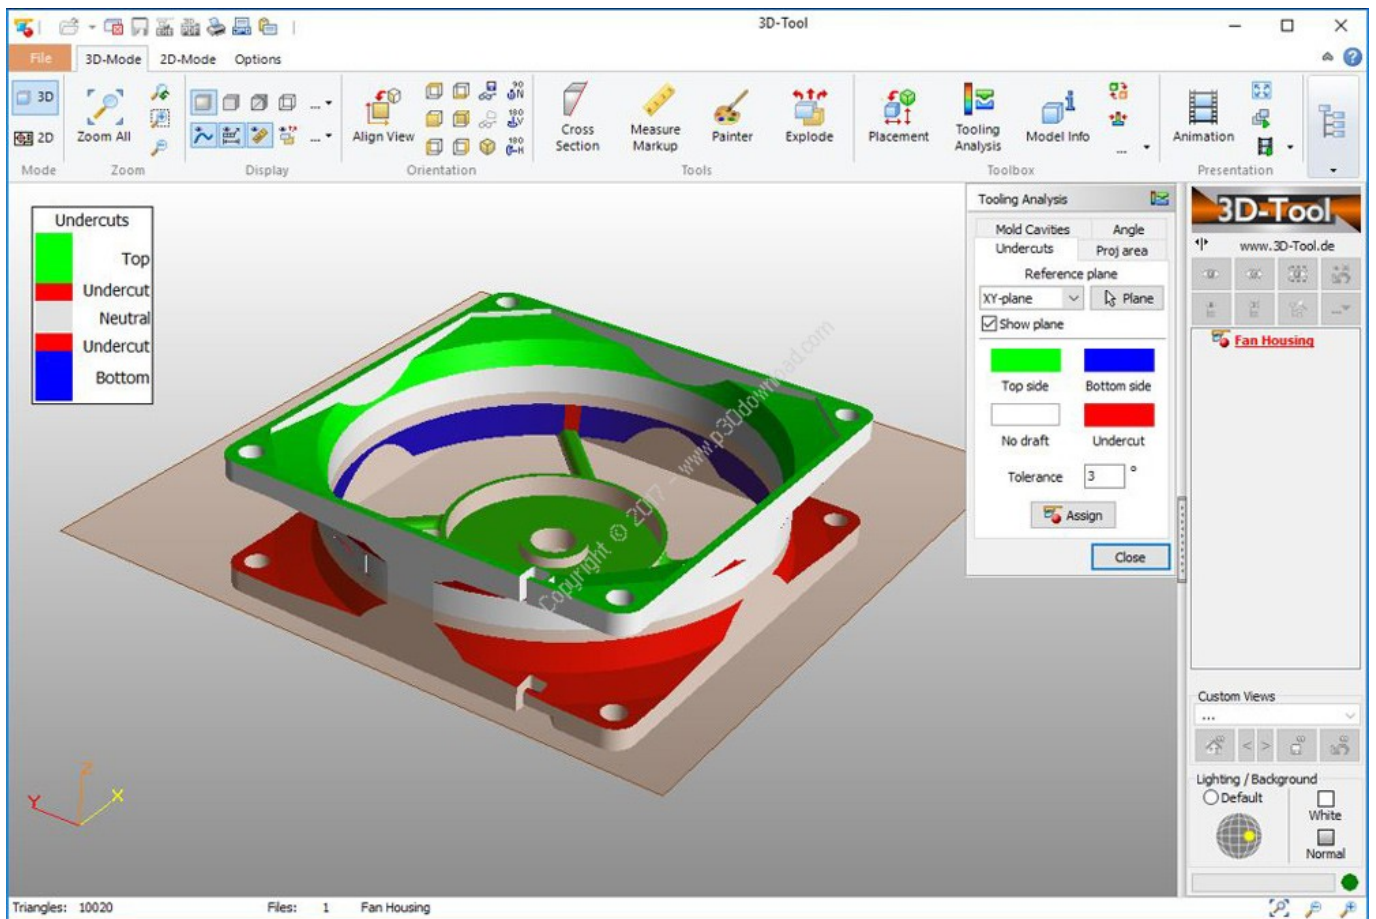 3D-Tool
File 3D-Mode 2D-Mode Options
3D
2D
Zoom All
Align View
90
N
180
V
180
H
Cross Section
Measure Markup
Painter
Explode
Placement
Tooling Analysis
Model Info
Animation
Mode Zoom Display Orientation Tools Toolbox Presentation
Undercuts
Top
Undercut
Neutral
Undercut
Bottom
Tooling Analysis
Mold Cavities Angle
Undercuts Proj area
Reference plane
XY-plane Plane
Show plane
Top side Bottom side
No draft Undercut
Tolerance 3 °
Assign
Close
3D-Tool
www.3D-Tool.de
Fan Housing
Copyright © 2017 - www.p30download.com
Custom Views
...
< >
Lighting / Background
Default
White
Normal
Z
Y X
Triangles: 10020 Files: 1 Fan Housing